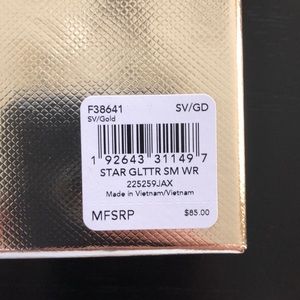 F38641 SV/GD
SV/Gold
1 92643 31149 7
STAR GLTTR SM WR
225259JAX
Made in Vietnam/Vietnam
MFSRP $85.00